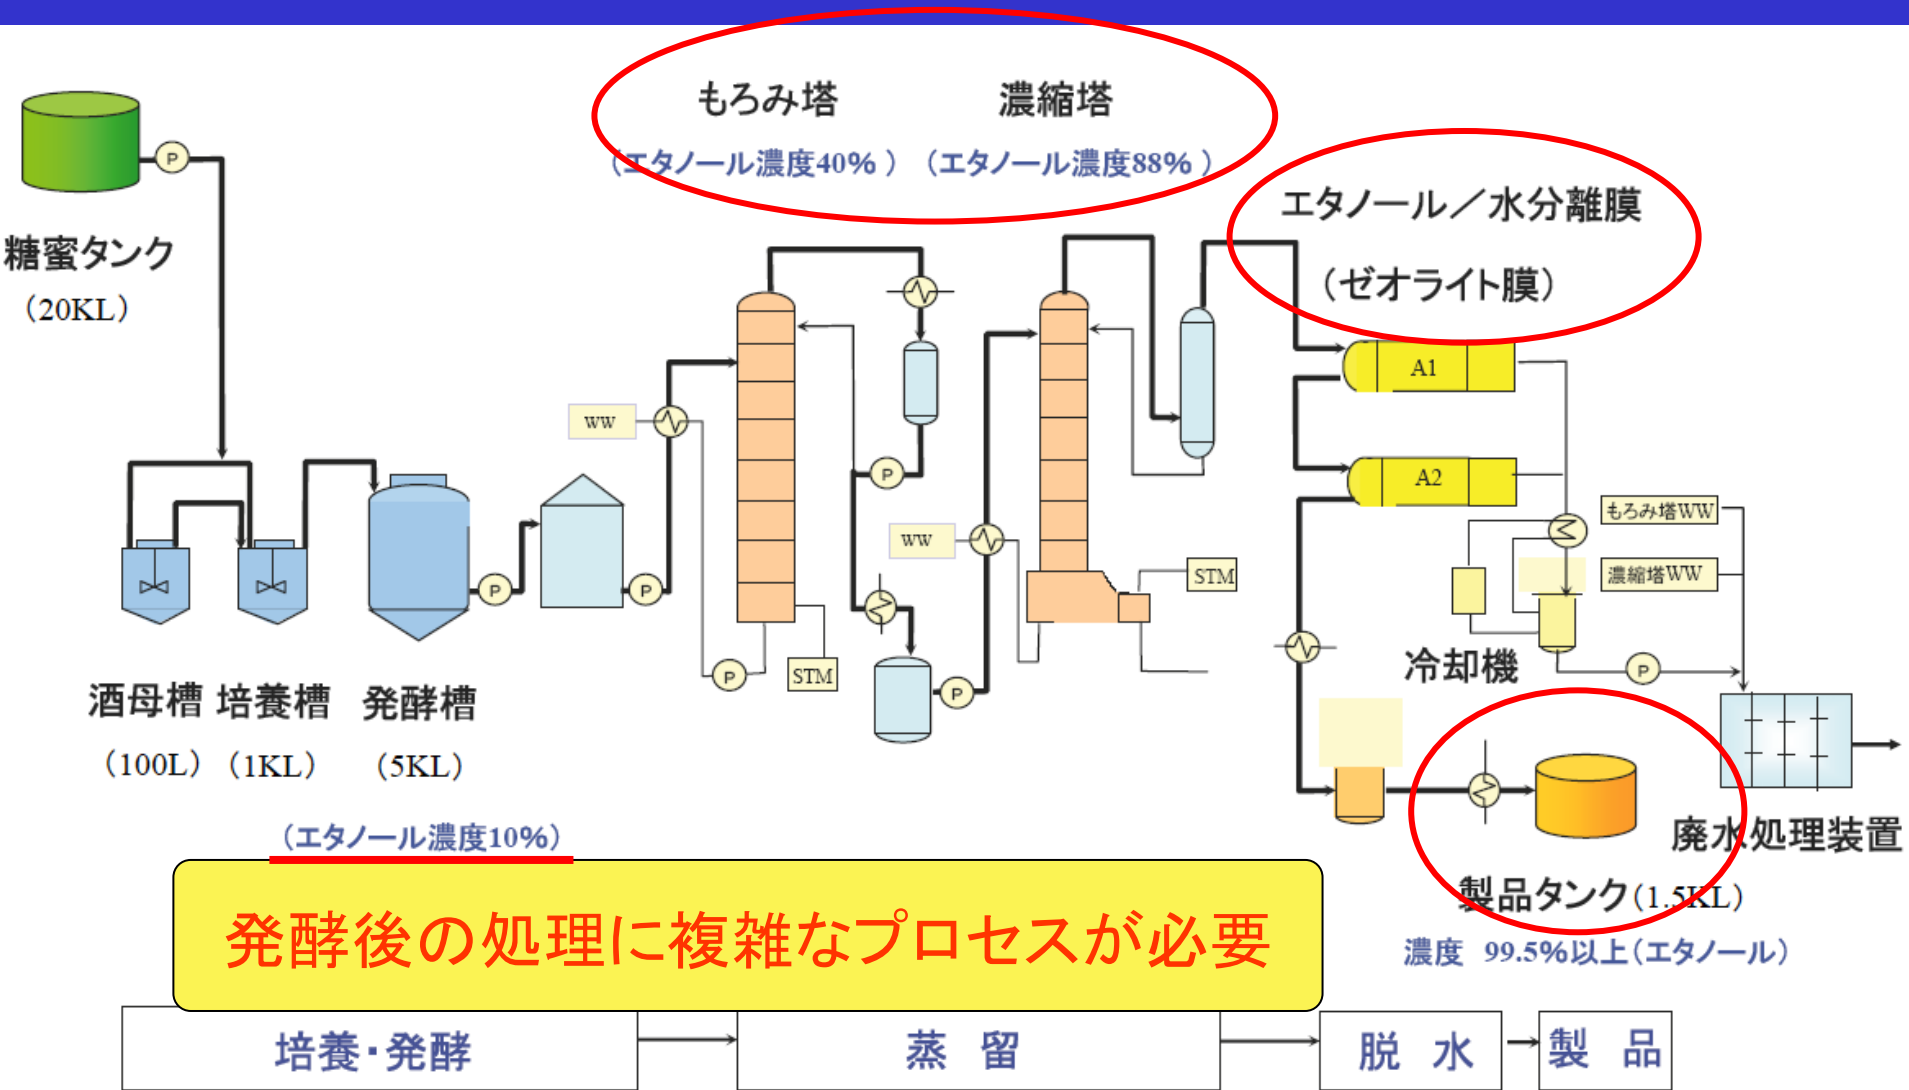 もろみ塔
濃縮塔
(エタノール濃度40%)
(エタノール濃度88%)
P
エタノール／水分離膜
(ゼオライト膜)
糖蜜タンク
(20KL)
A1
WW
P
A2
もろみ塔WW
WW
濃縮塔WW
STM
P
P
P
P
STM
P
冷却機
P
酒母槽
培養槽
発酵槽
(100L)
(1KL)
(5KL)
(エタノール濃度10%)
廃水処理装置
製品タンク(1.5KL)
濃度 99.5%以上(エタノール)
発酵後の処理に複雑なプロセスが必要
培養・発酵
蒸 留
脱 水
製 品